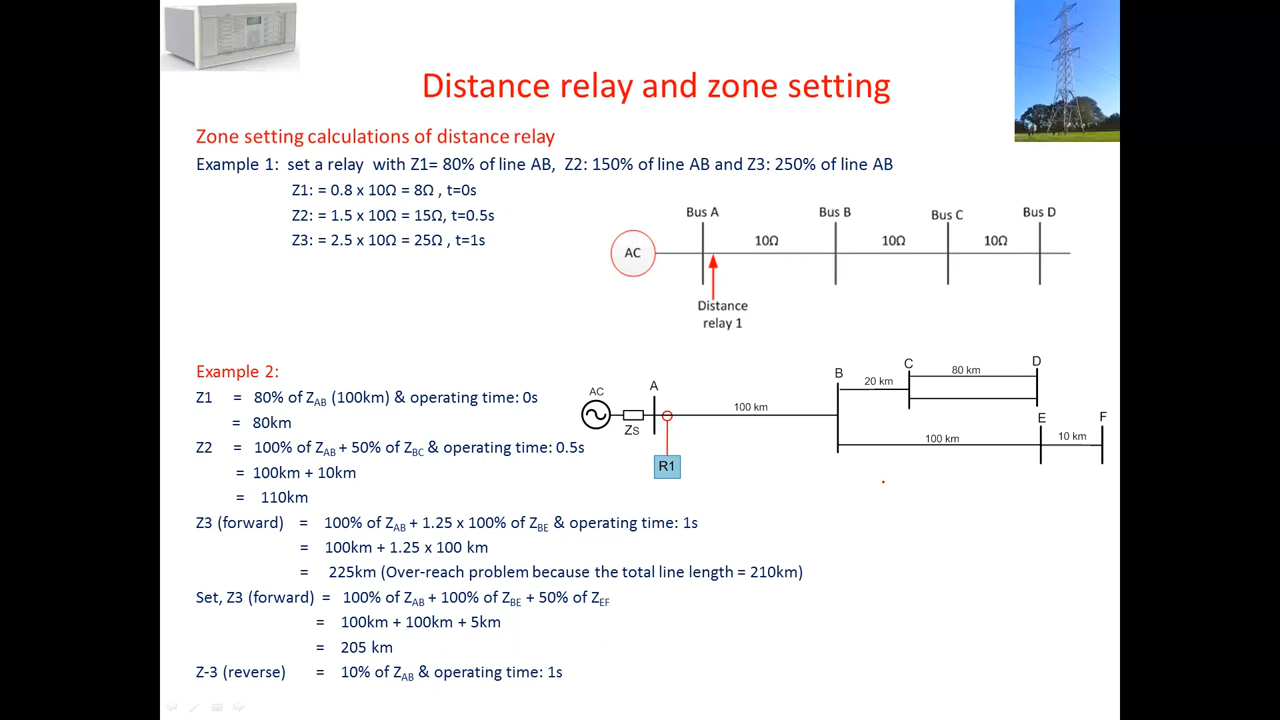 Distance relay and zone setting
Zone setting calculations of distance relay
Example 1: set a relay with Z1= 80% of line AB, Z2: 150% of line AB and Z3: 250% of line AB
Z1: = 0.8 x 10Ω = 8Ω , t=0s
Z2: = 1.5 x 10Ω = 15Ω, t=0.5s
Z3: = 2.5 x 10Ω = 25Ω , t=1s
Bus A Bus B Bus C Bus D
10Ω 10Ω 10Ω
AC
Distance
relay 1
Example 2:
Z1 = 80% of ZAB (100km) & operating time: 0s
= 80km
Z2 = 100% of ZAB + 50% of ZBC & operating time: 0.5s
= 100km + 10km
= 110km
Z3 (forward) = 100% of ZAB + 1.25 x 100% of ZBE & operating time: 1s
= 100km + 1.25 x 100 km
= 225km (Over-reach problem because the total line length = 210km)
Set, Z3 (forward) = 100% of ZAB + 100% of ZBE + 50% of ZEF
= 100km + 100km + 5km
= 205 km
Z-3 (reverse) = 10% of ZAB & operating time: 1s
AC
Zs
A
R1
100 km
B
20 km
C
80 km
D
100 km
E
10 km
F